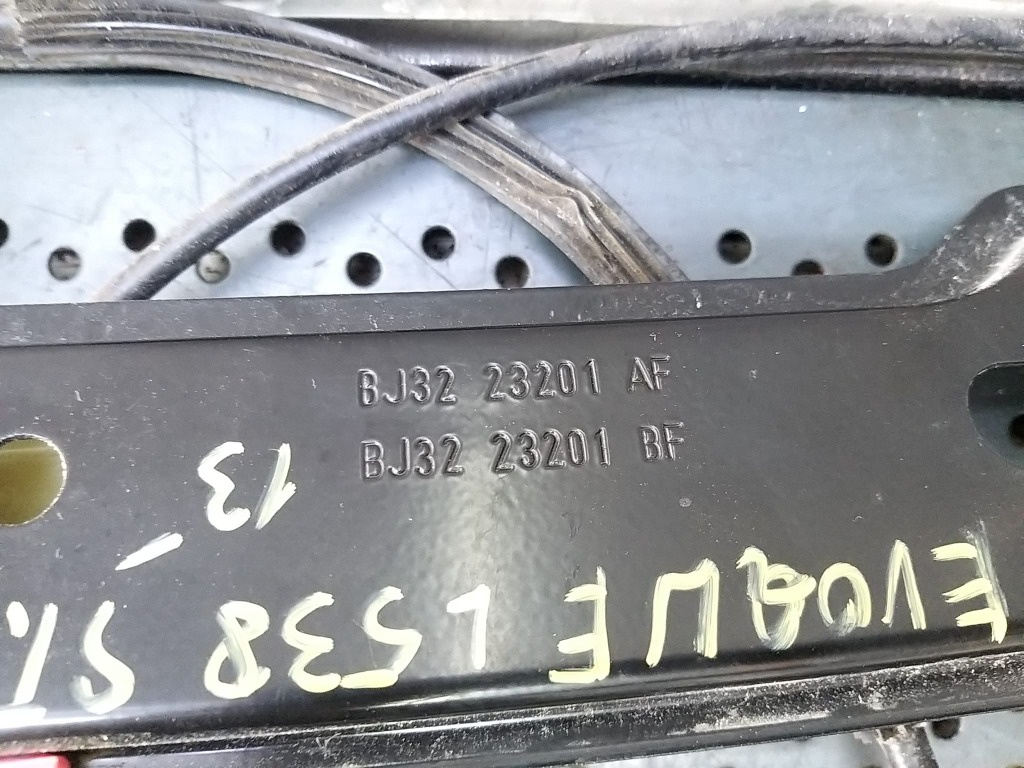 BJ32 23201 AF
BJ32 23201 BF
EVOQUE L538
13